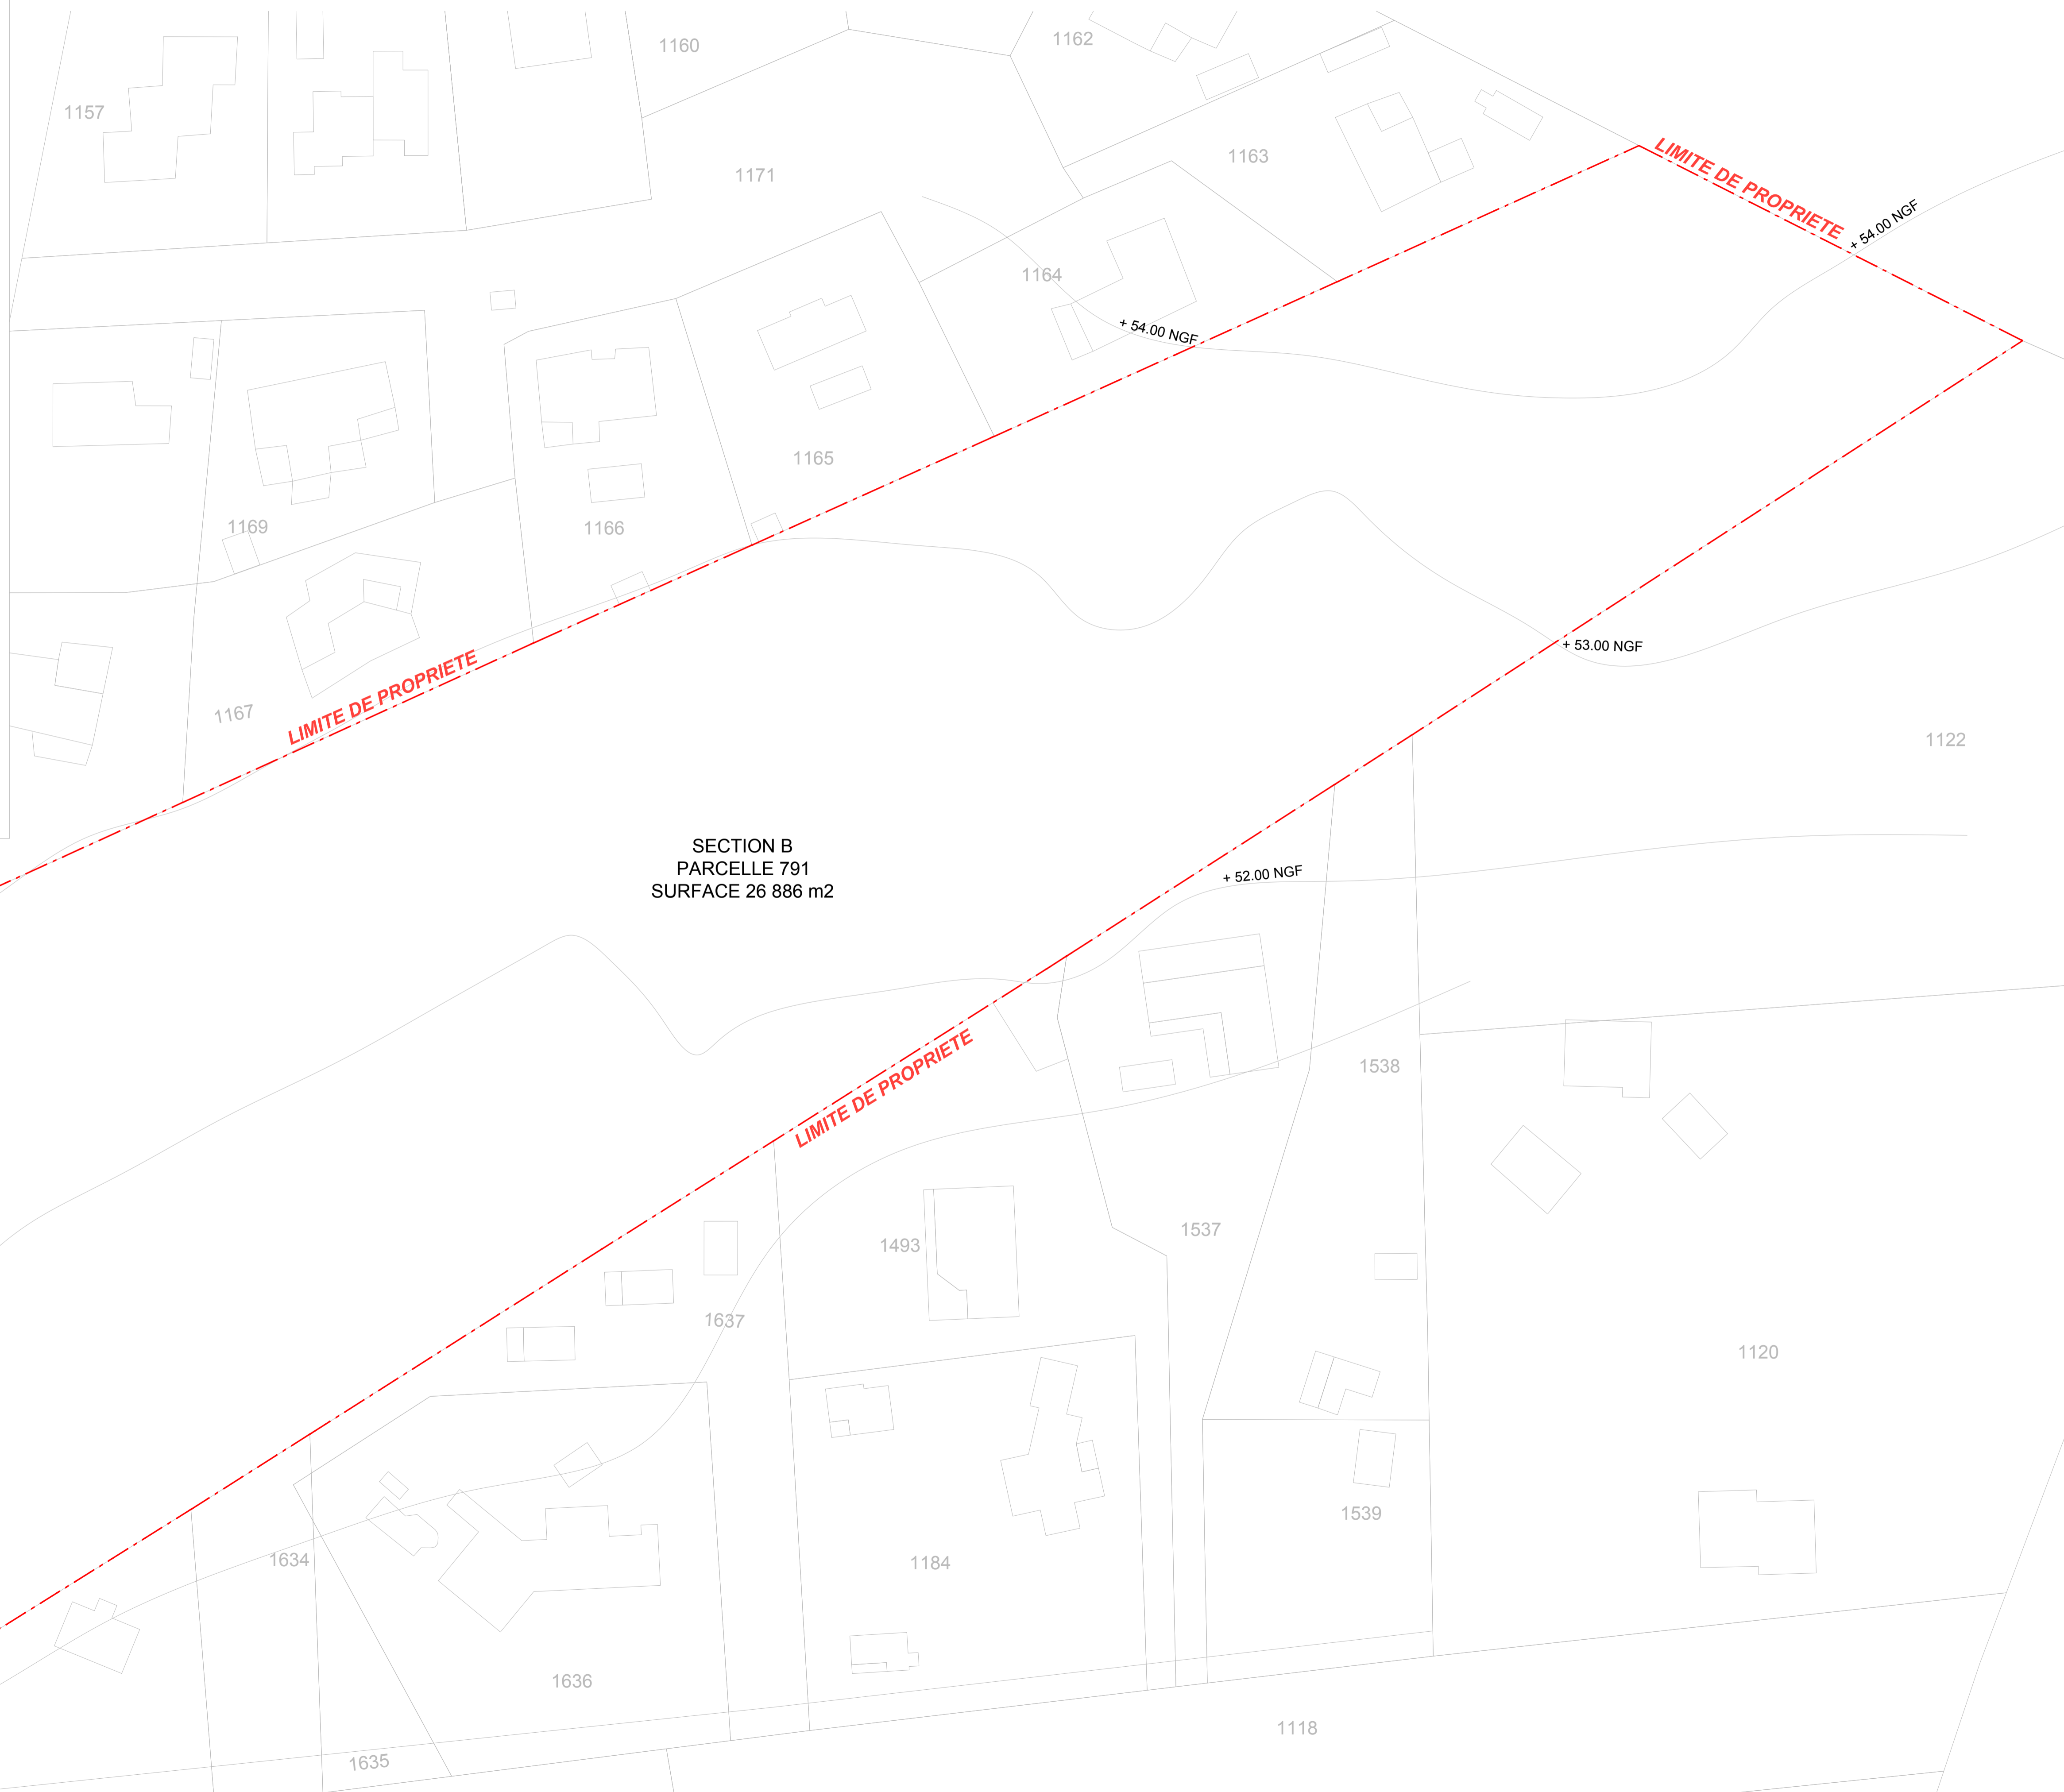 1160
1162
1157
LIMITE DE PROPRIETE
1163
1171
+ 54.00 NGF
1164
+ 54.00 NGF
1165
1169
1166
+ 53.00 NGF
LIMITE DE PROPRIETE
1167
1122
SECTION B
PARCELLE 791
SURFACE 26 886 m2
+ 52.00 NGF
LIMITE DE PROPRIETE
1538
1537
1493
1637
1120
1539
1634
1184
1636
1118
1635